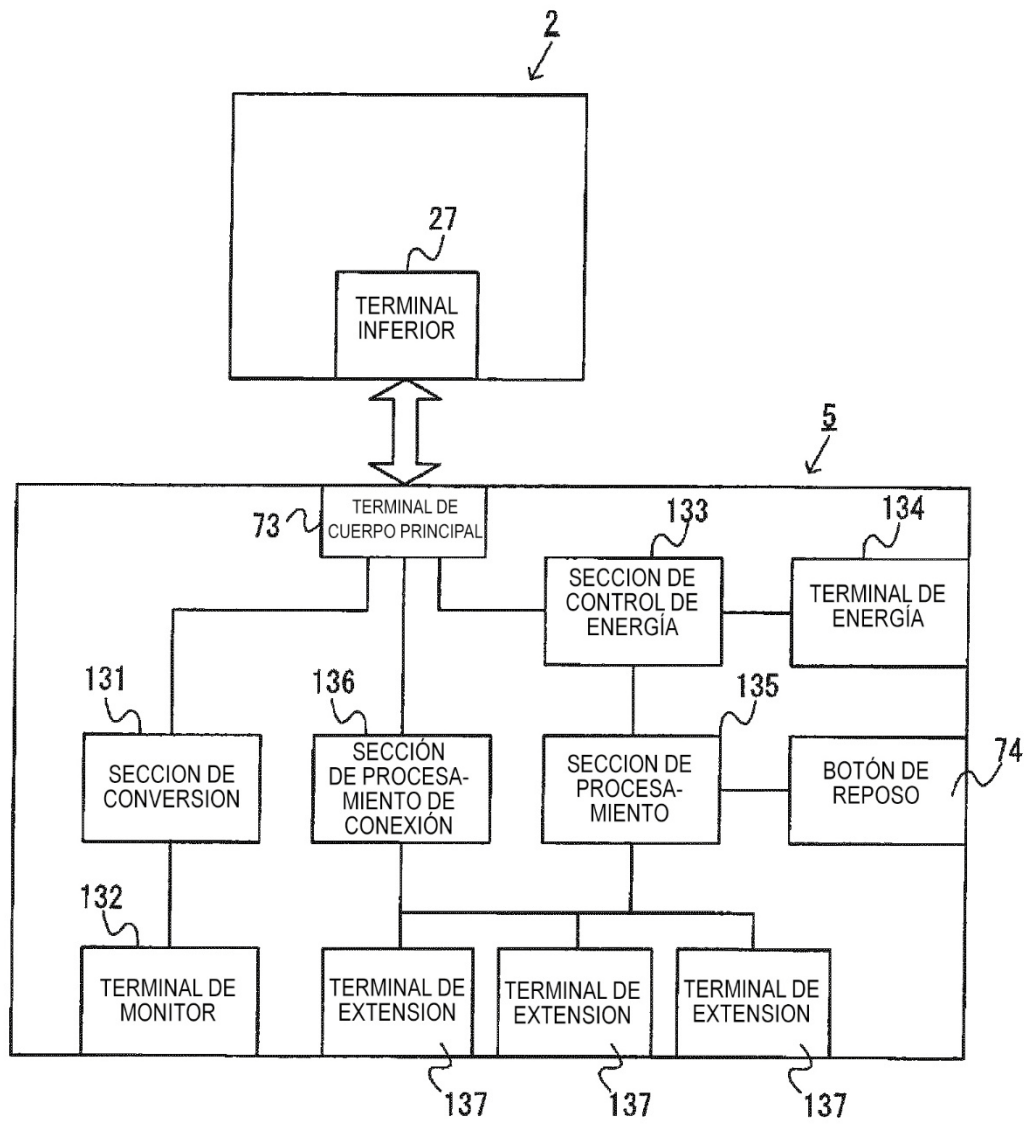 2
27
TERMINAL
INFERIOR
5
73
TERMINAL DE
CUERPO PRINCIPAL
133
134
SECCION DE
CONTROL DE
ENERGÍA
TERMINAL DE
ENERGÍA
131
136
135
74
SECCION DE
CONVERSION
SECCIÓN
DE PROCESA-
MIENTO DE
CONEXIÓN
SECCION DE
PROCESA-
MIENTO
BOTÓN DE
REPOSO
132
TERMINAL DE
MONITOR
TERMINAL DE
EXTENSION
TERMINAL DE
EXTENSION
TERMINAL DE
EXTENSION
137
137
137